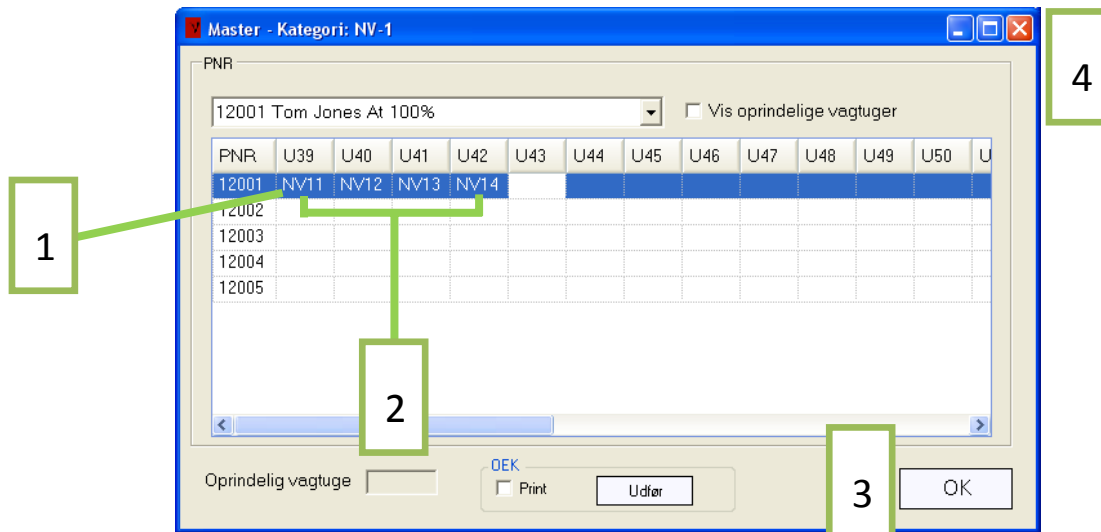 Master - Kategori: NV-1
4
PNR
12001 Tom Jones At 100%
Vis oprindelige vagtuger
PNR U39 U40 U41 U42 U43 U44 U45 U46 U47 U48 U49 U50 U
12001 NV11 NV12 NV13 NV14
12002
12003
12004
12005
1
2
3
Oprindelig vagtuge
OEK
Print
Udfør
OK